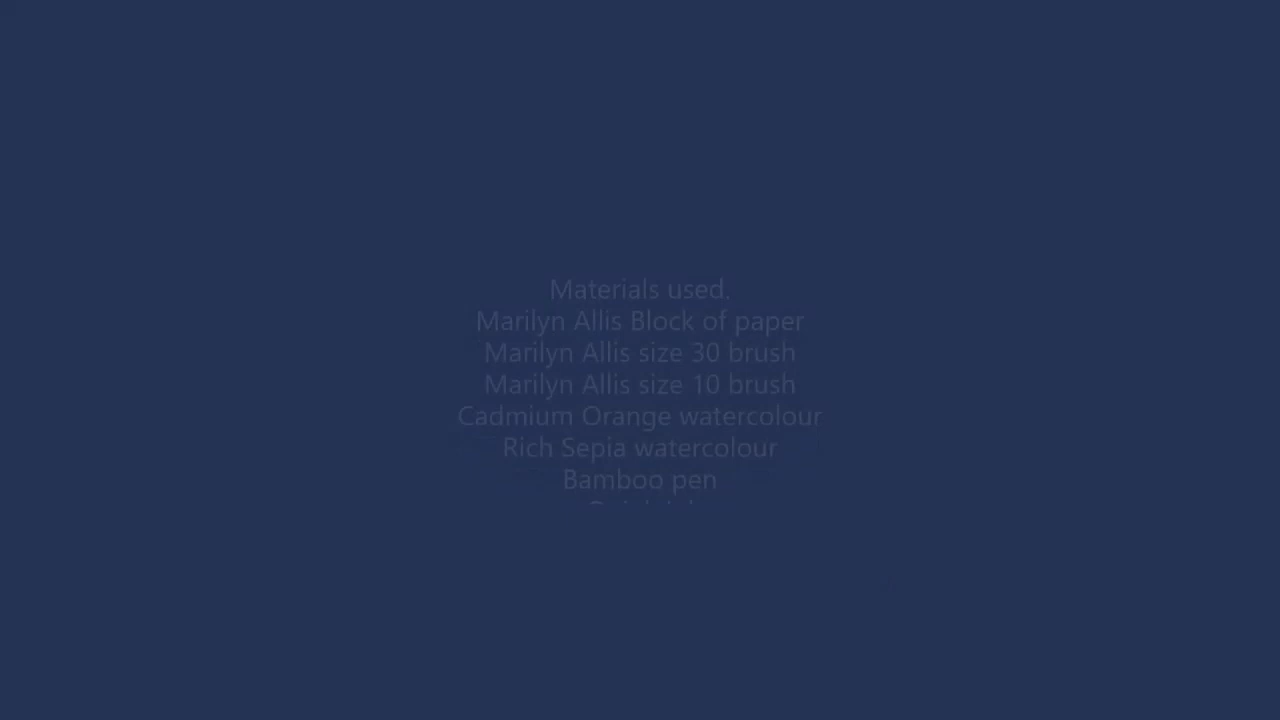 Materials used.
Marilyn Allis Block of paper
Marilyn Allis size 30 brush
Marilyn Allis size 10 brush
Cadmium Orange watercolour
Rich Sepia watercolour
Bamboo pen